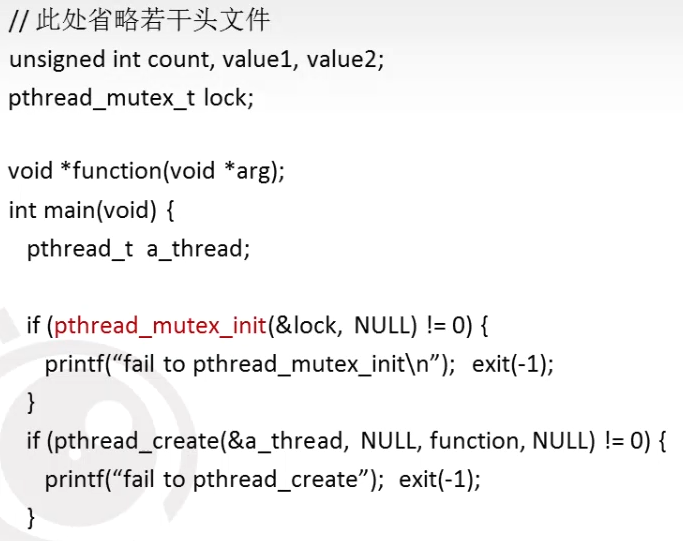 // 此处省略若干头文件
unsigned int count, value1, value2;
pthread_mutex_t lock;
void *function(void *arg);
int main(void) {
pthread_t a_thread;
if (pthread_mutex_init(&lock, NULL) != 0) {
printf(“fail to pthread_mutex_init\n”); exit(-1);
}
if (pthread_create(&a_thread, NULL, function, NULL) != 0) {
printf(“fail to pthread_create”); exit(-1);
}